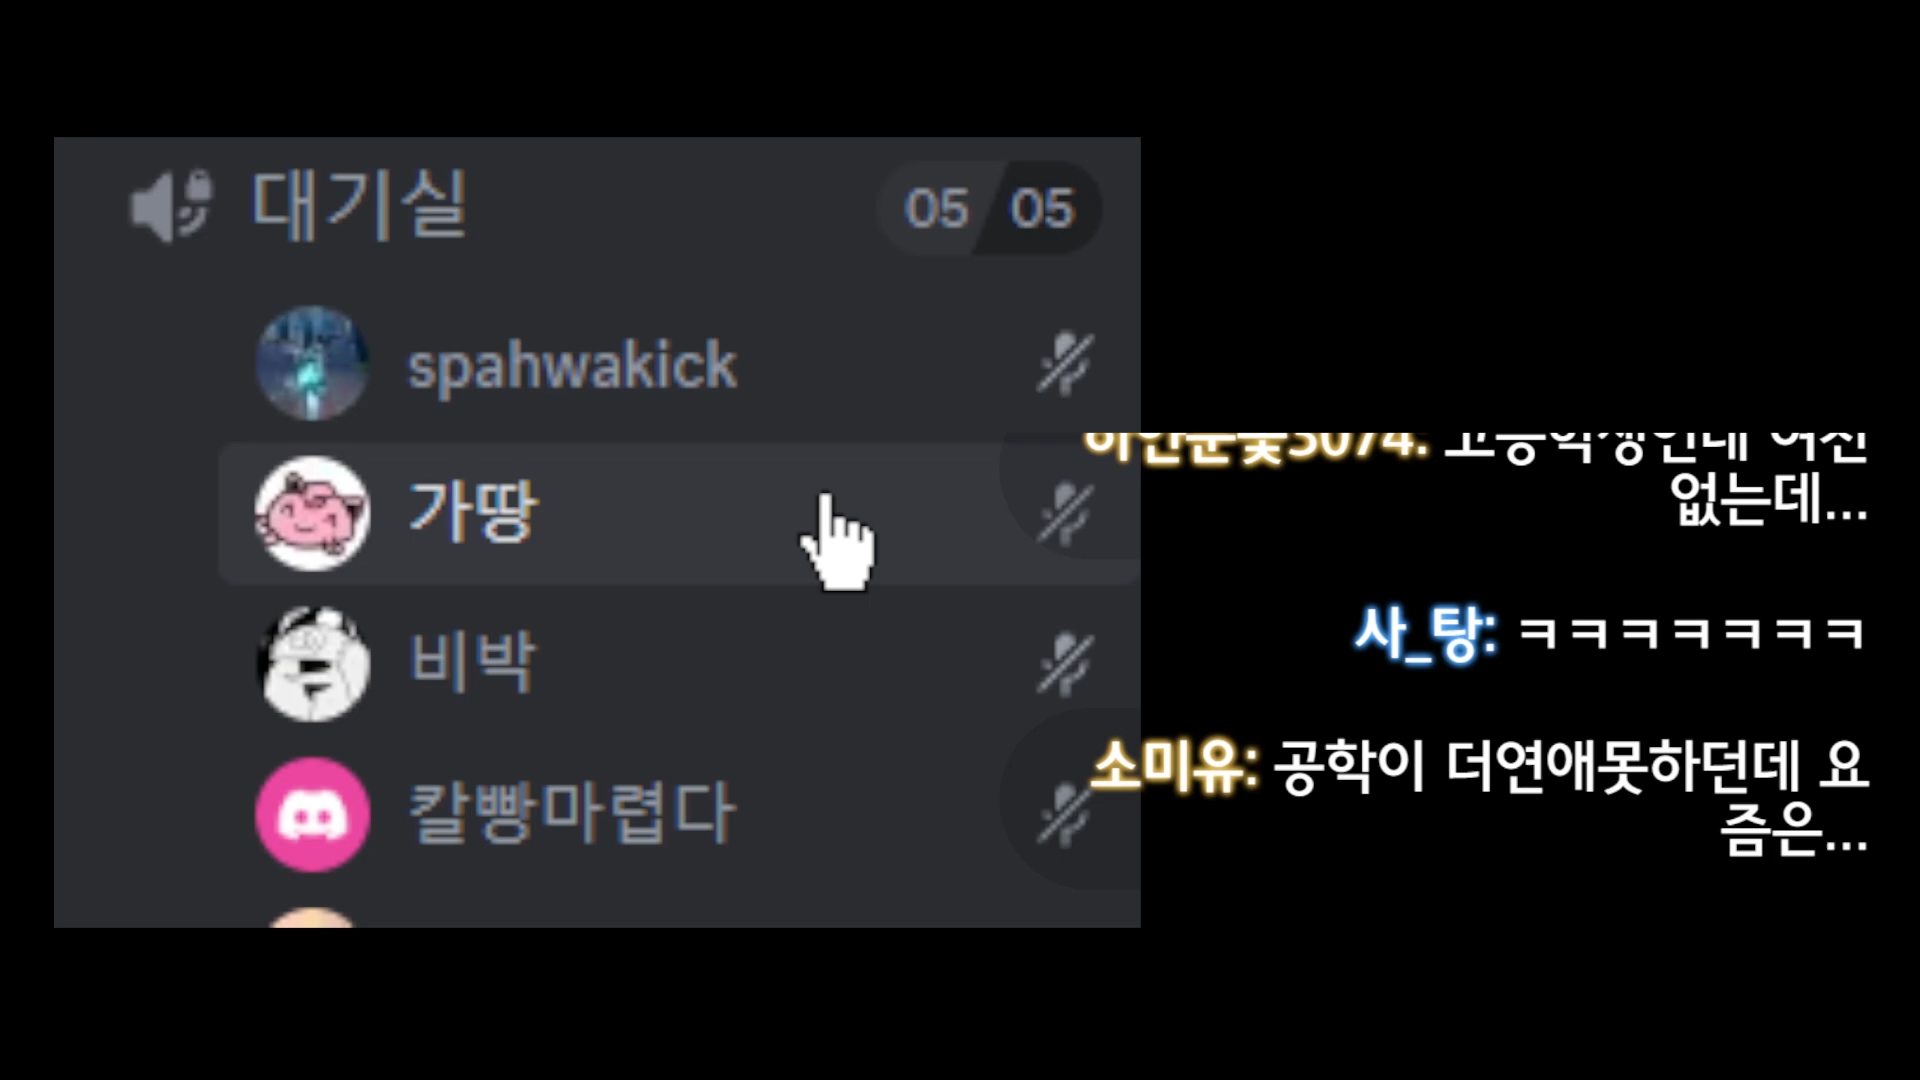 대기실
05 05
spahwakick
가땅
비박
칼빵마렵다
없는데...
사_탕: ㅋㅋㅋㅋㅋㅋㅋ
소미유: 공학이 더연애못하던데 요
즘은...